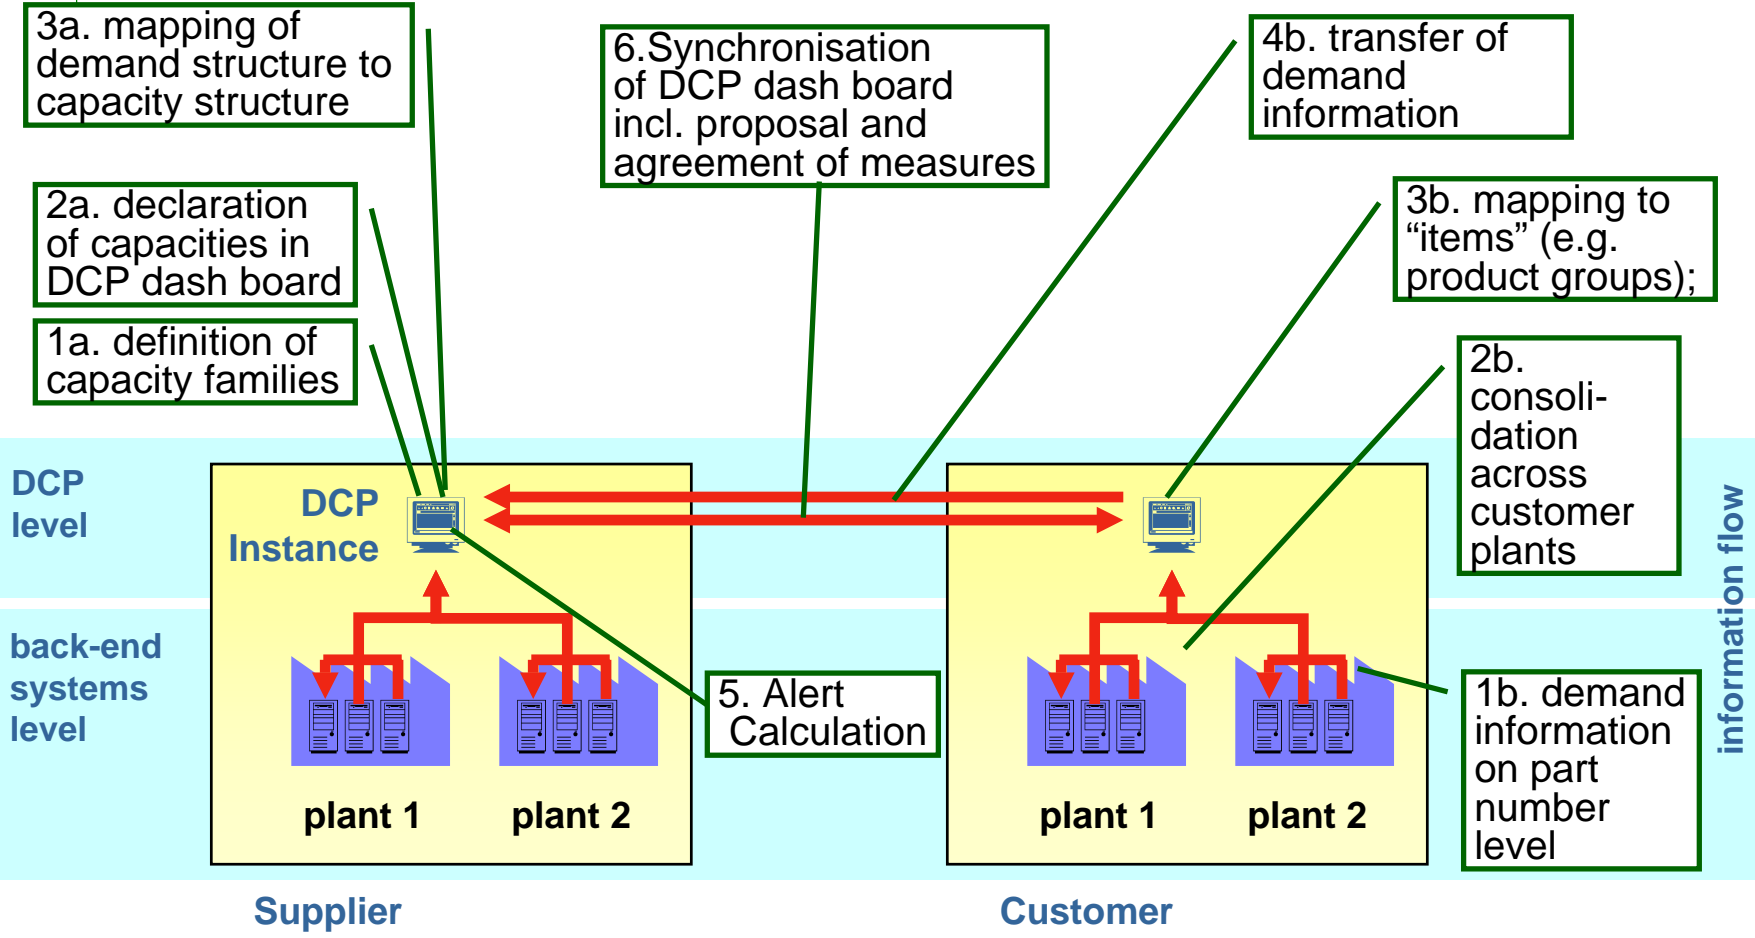 3a. mapping of
demand structure to
capacity structure
6.Synchronisation
of DCP dash board
incl. proposal and
agreement of measures
4b. transfer of
demand
information
2a. declaration
of capacities in
DCP dash board
3b. mapping to
“items” (e.g.
product groups);
1a. definition of
capacity families
2b.
consoli-
dation
across
customer
plants
DCP
level
DCP
Instance
information flow
back-end
systems
level
5. Alert
Calculation
1b. demand
information
on part
number
level
plant 1
plant 2
plant 1
plant 2
Supplier
Customer